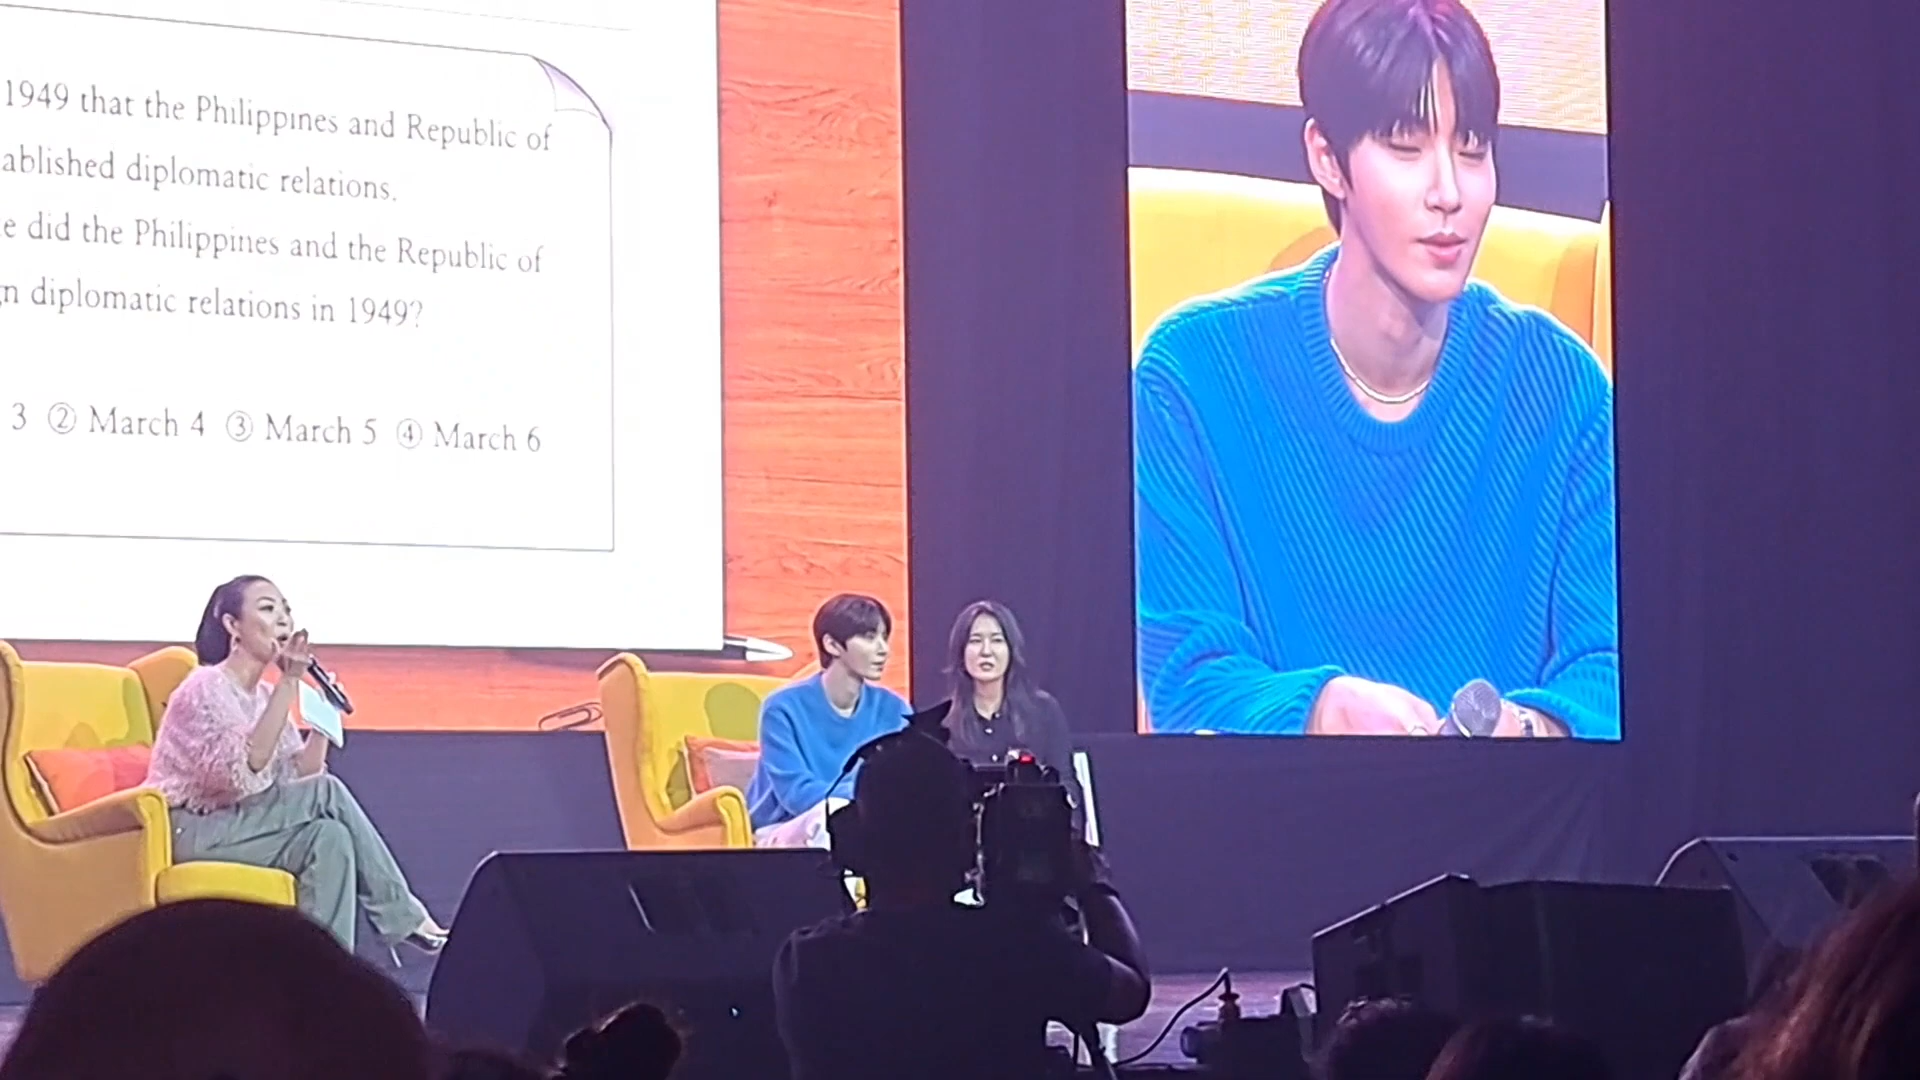 1949 that the Philippines and Republic of
ablished diplomatic relations.
e did the Philippines and the Republic of
n diplomatic relations in 1949?
3 ② March 4 ③ March 5 ④ March 6